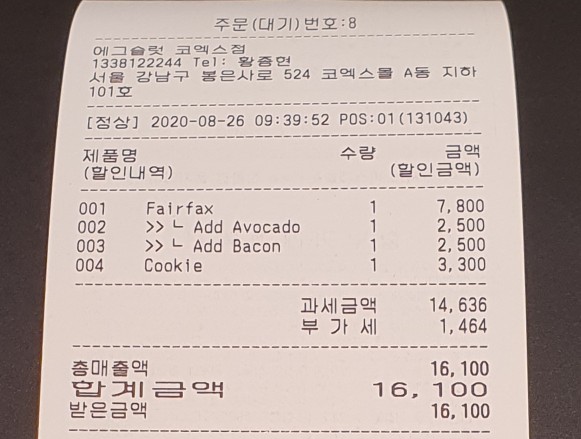 주문(대기)번호:8
에그슬럿 코엑스점
1338122244 Tel: 황종현
서울 강남구 봉은사로 524 코엑스몰 A동 지하
101호
[정상] 2020-08-26 09:39:52 POS:01(131043)
제품명 수량 금액
(할인내역) (할인금액)
001 Fairfax 1 7,800
002 >> ㄴ Add Avocado 1 2,500
003 >> ㄴ Add Bacon 1 2,500
004 Cookie 1 3,300
과세금액 14,636
부 가 세 1,464
총매출액 16,100
합계금액 16,100
받은금액 16,100